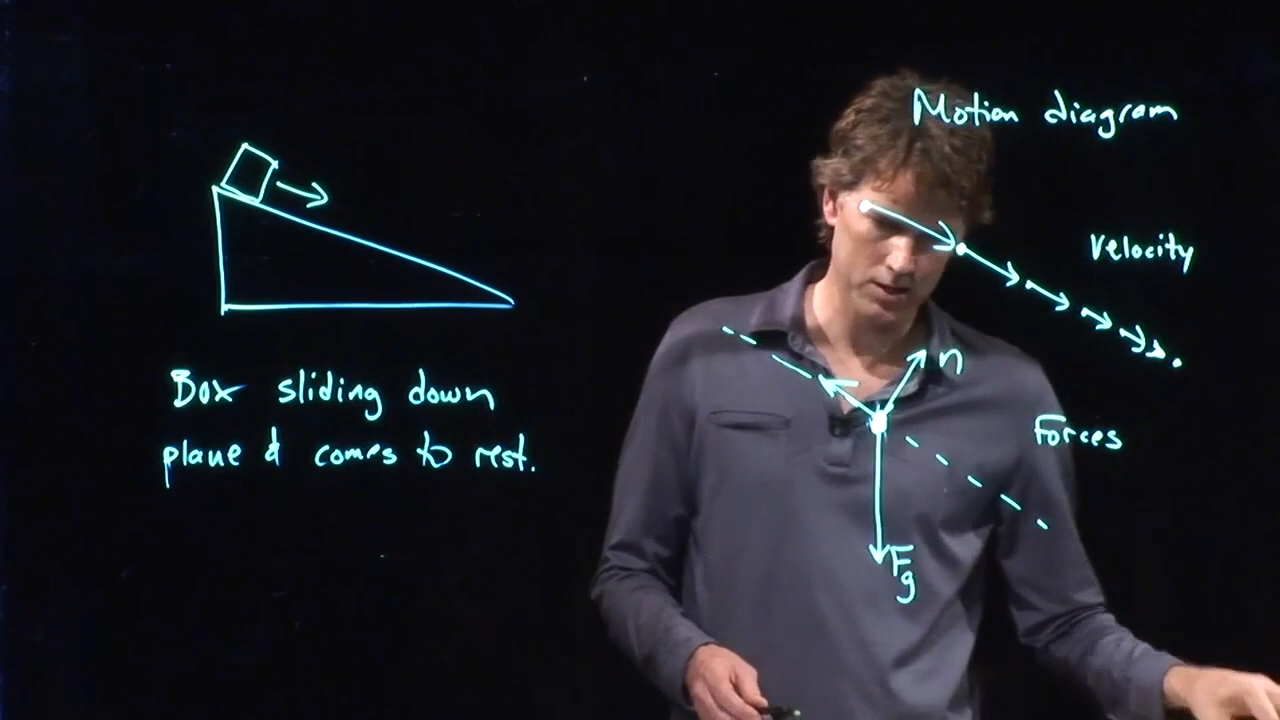 Motion diagram
Velocity
Box sliding down
plane & comes to rest.
n
Forces
Fg